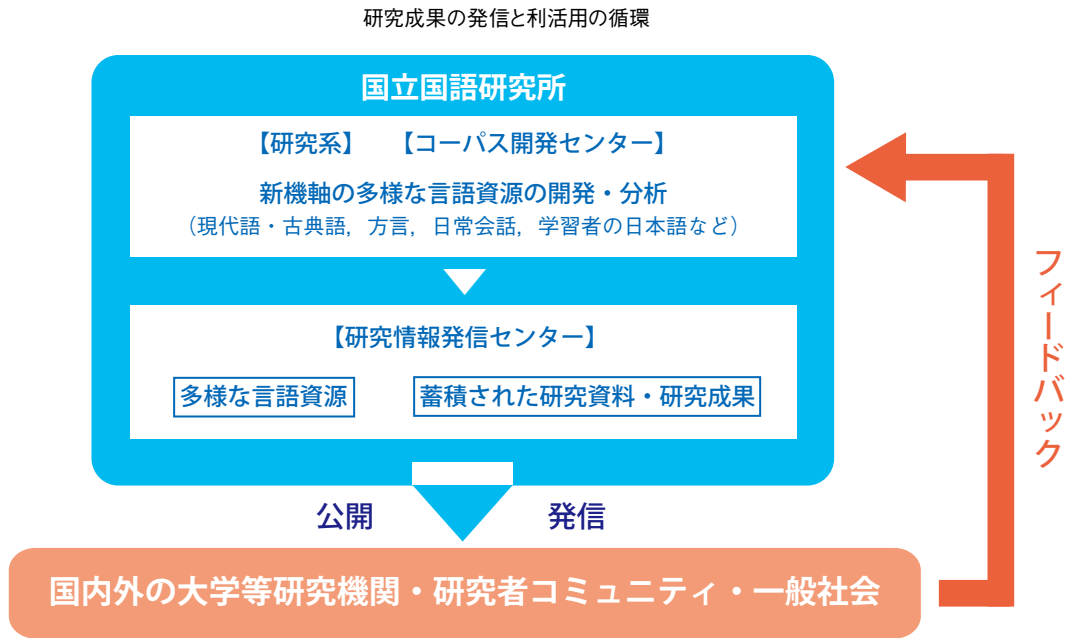 研究成果の発信と利活用の循環
国立国語研究所
【研究系】 【コーパス開発センター】
新機軸の多様な言語資源の開発・分析
（現代語・古典語，方言，日常会話，学習者の日本語など）
【研究情報発信センター】
多様な言語資源 蓄積された研究資料・研究成果
公開 発信
国内外の大学等研究機関・研究者コミュニティ・一般社会
フィードバック